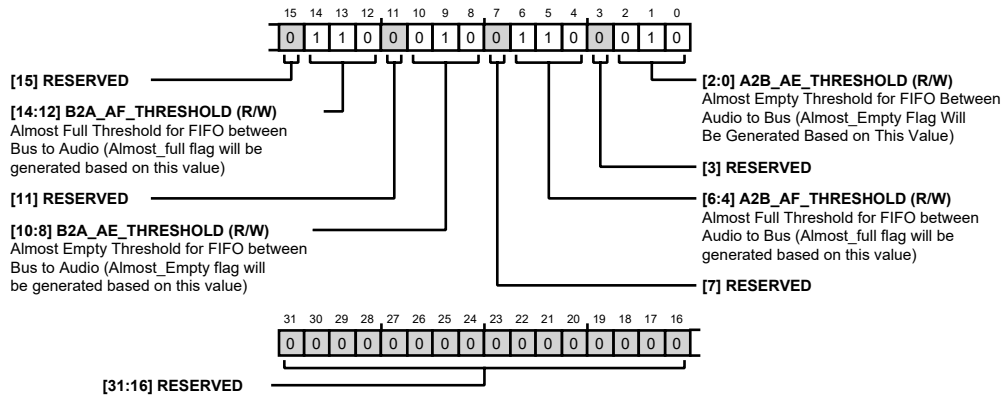 15 14 13 12 11 10 9 8 7 6 5 4 3 2 1 0
0 1 1 0 0 0 1 0 0 1 1 0 0 0 1 0
[15] RESERVED
[14:12] B2A_AF_THRESHOLD (R/W)
Almost Full Threshold for FIFO between
Bus to Audio (Almost_full flag will be
generated based on this value)
[11] RESERVED
[10:8] B2A_AE_THRESHOLD (R/W)
Almost Empty Threshold for FIFO between
Bus to Audio (Almost_Empty flag will
be generated based on this value)
[2:0] A2B_AE_THRESHOLD (R/W)
Almost Empty Threshold for FIFO Between
Audio to Bus (Almost_Empty Flag Will
Be Generated Based on This Value)
[3] RESERVED
[6:4] A2B_AF_THRESHOLD (R/W)
Almost Full Threshold for FIFO between
Audio to Bus (Almost_full flag will be
generated based on this value)
[7] RESERVED
31 30 29 28 27 26 25 24 23 22 21 20 19 18 17 16
0 0 0 0 0 0 0 0 0 0 0 0 0 0 0 0
[31:16] RESERVED